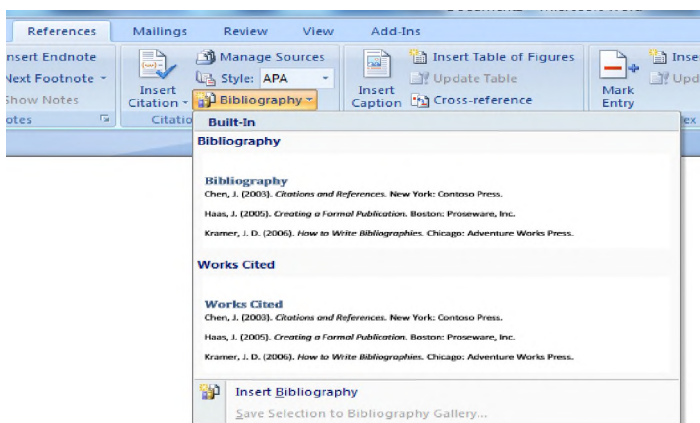 References Mailings Review View Add-Ins
nsert Endnote
Next Footnote
Show Notes
otes
Insert
Citation
Manage Sources
Style: APA
Bibliography
Citatio
Insert
Caption
Insert Table of Figures
Update Table
Cross-reference
Mark
Entry
Inse
Upd
ex
Built-In
Bibliography
Bibliography
Chen, J. (2003). Citations and References. New York: Contoso Press.
Haas, J. (2005). Creating a Formal Publication. Boston: Proseware, Inc.
Kramer, J. D. (2006). How to Write Bibliographies. Chicago: Adventure Works Press.
Works Cited
Works Cited
Chen, J. (2003). Citations and References. New York: Contoso Press.
Haas, J. (2005). Creating a Formal Publication. Boston: Proseware, Inc.
Kramer, J. D. (2006). How to Write Bibliographies. Chicago: Adventure Works Press.
Insert Bibliography
Save Selection to Bibliography Gallery...